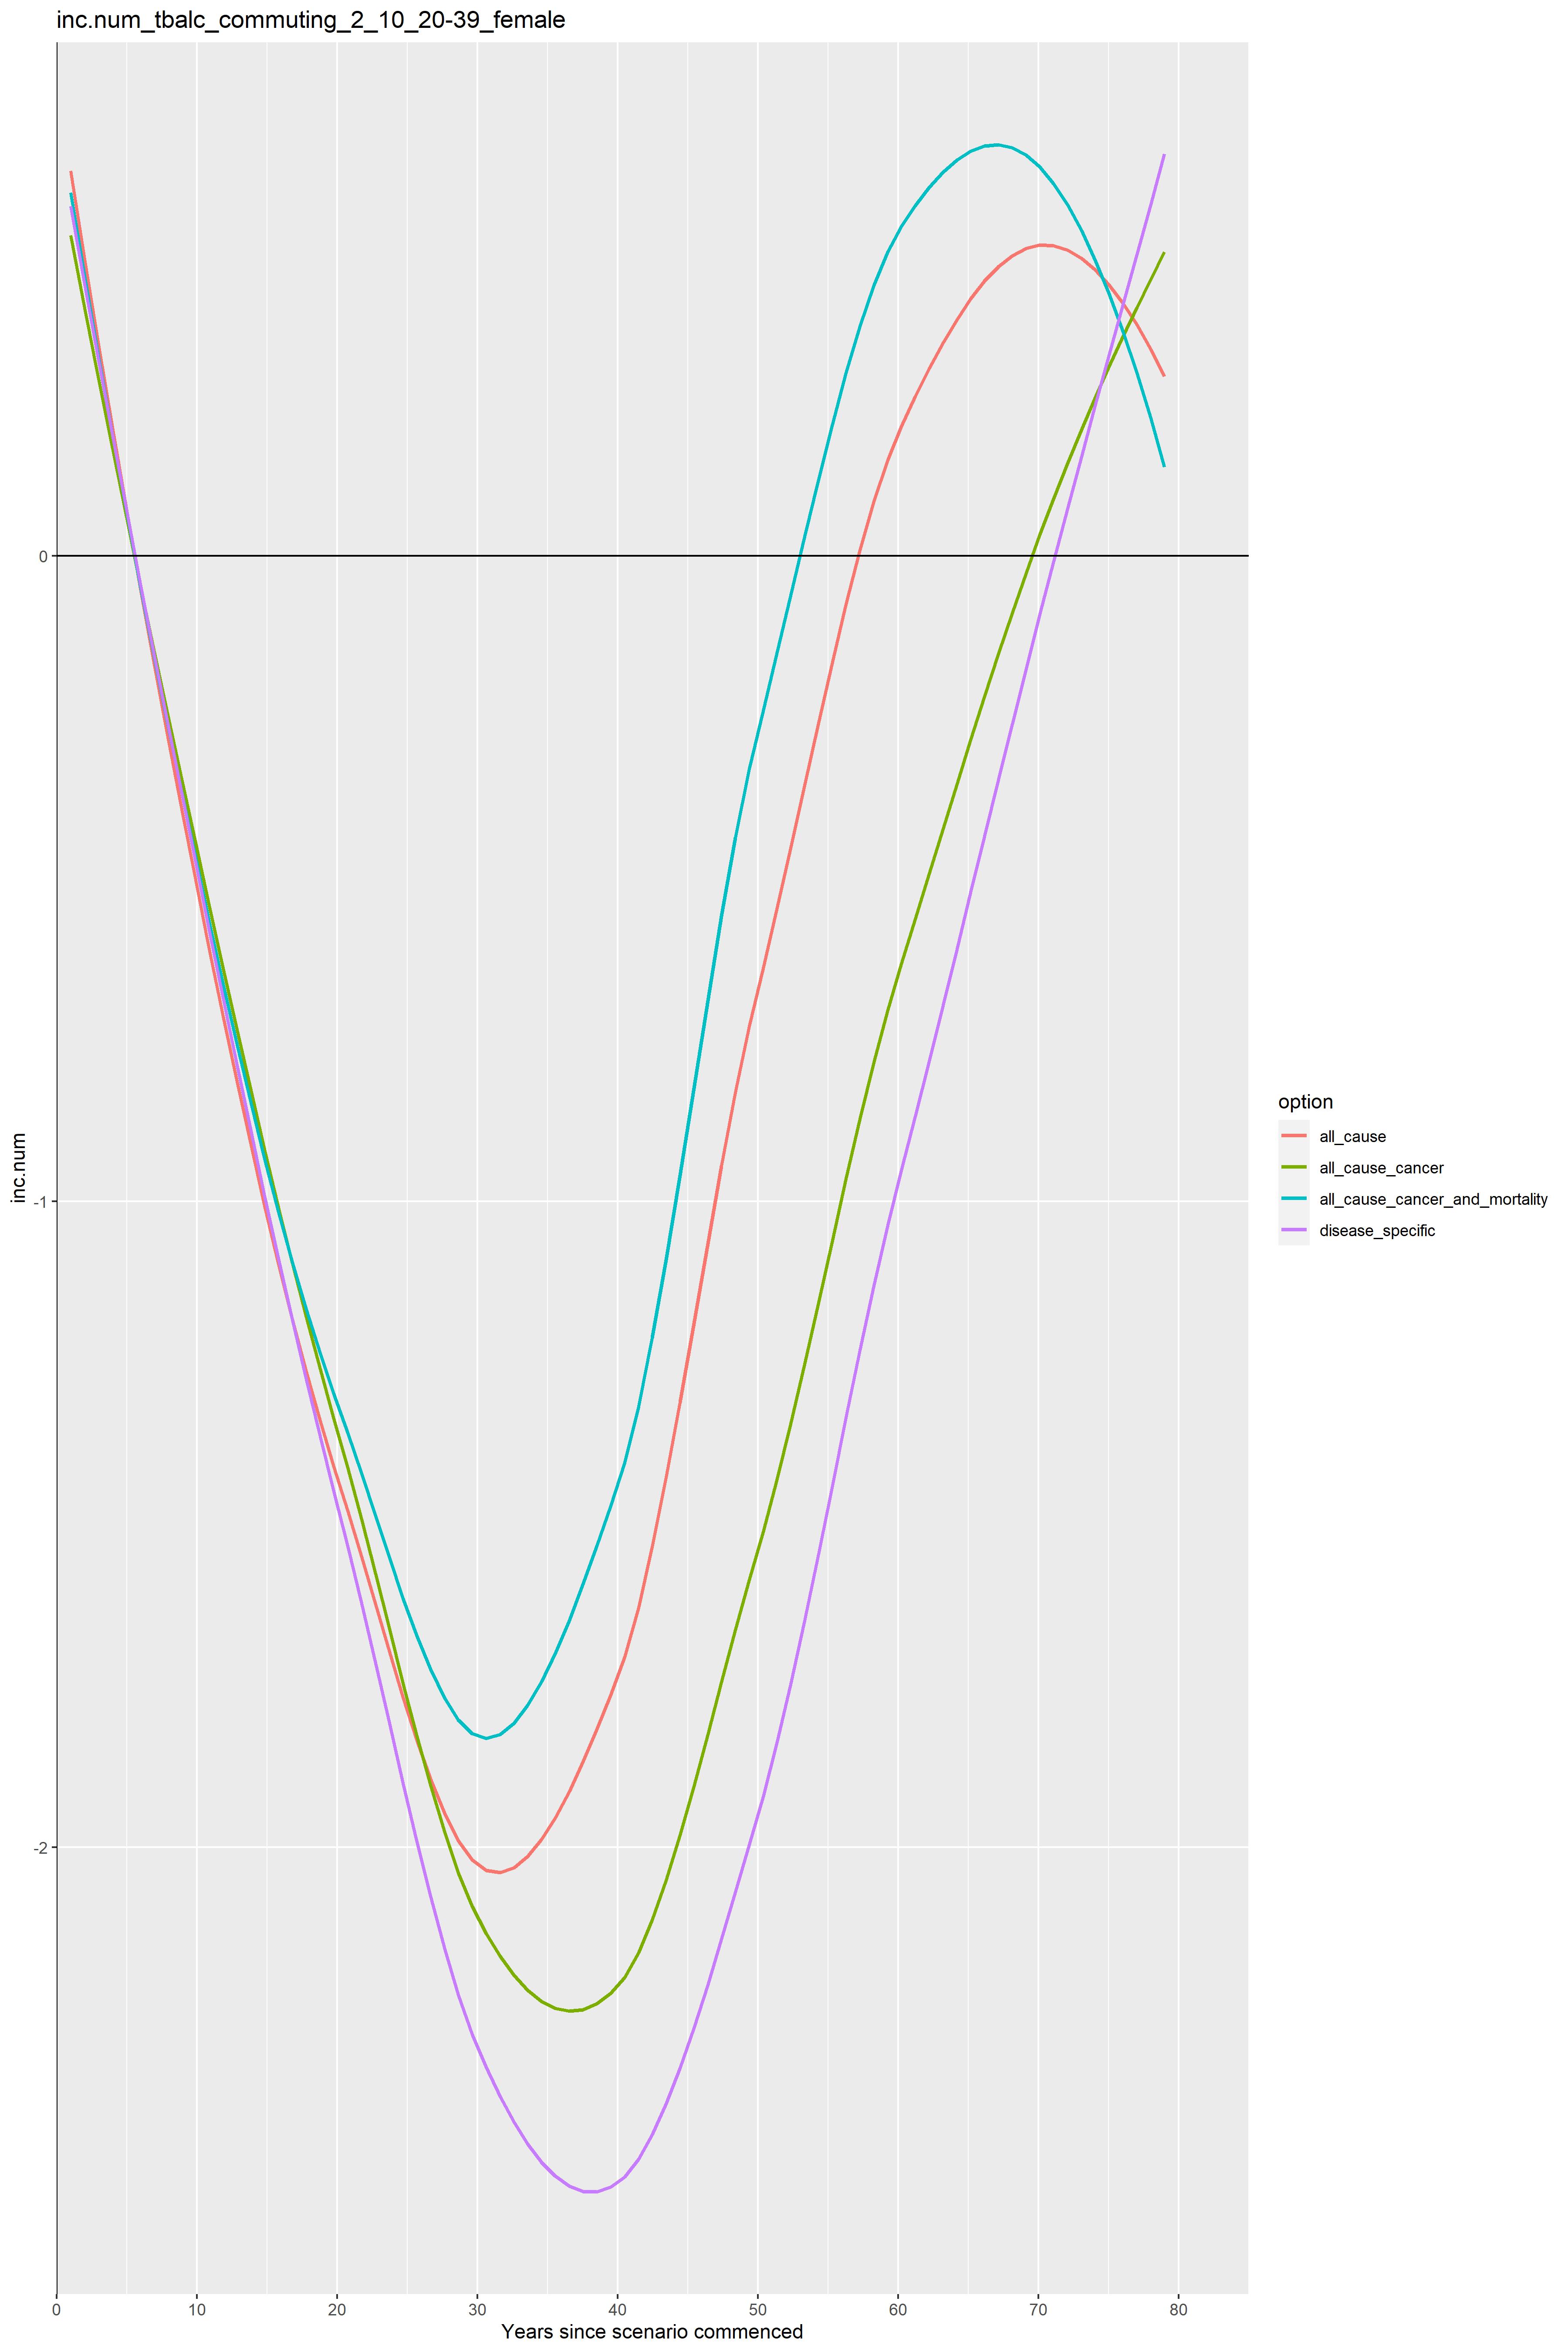 inc.num_tbalc_commuting_2_10_20-39_female
0
-1
-2
inc.num
0 10 20 30 40 50 60 70 80
Years since scenario commenced
option
all_cause
all_cause_cancer
all_cause_cancer_and_mortality
disease_specific